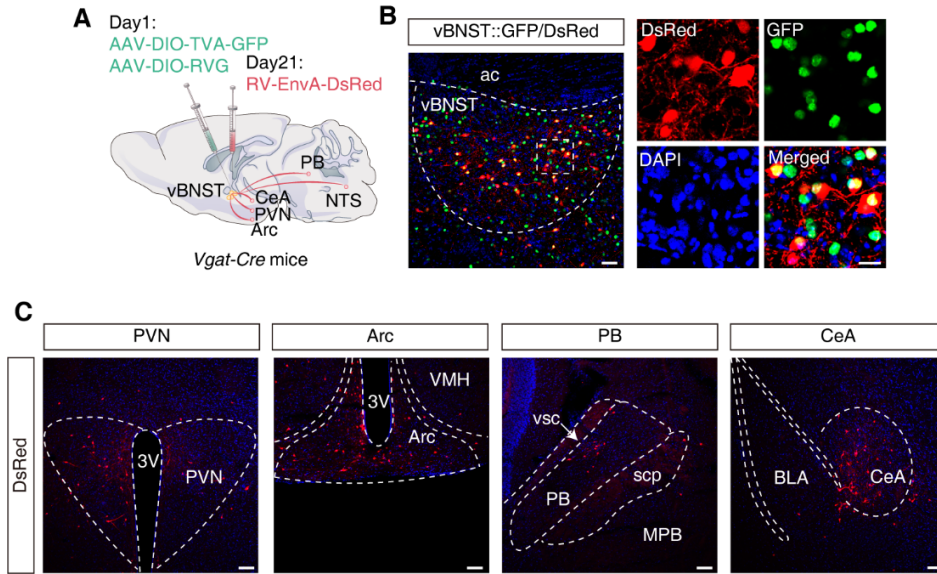 A
Day1:
AAV-DIO-TVA-GFP
AAV-DIO-RVG
Day21:
RV-EnvA-DsRed
PB
vBNST
CeA
NTS
PVN
Arc
Vgat-Cre mice
B
vBNST::GFP/DsRed
ac
vBNST
DsRed
GFP
DAPI
Merged
C
PVN
Arc
PB
CeA
DsRed
3V
PVN
3V
VMH
Arc
vsc
PB
scp
MPB
BLA
CeA